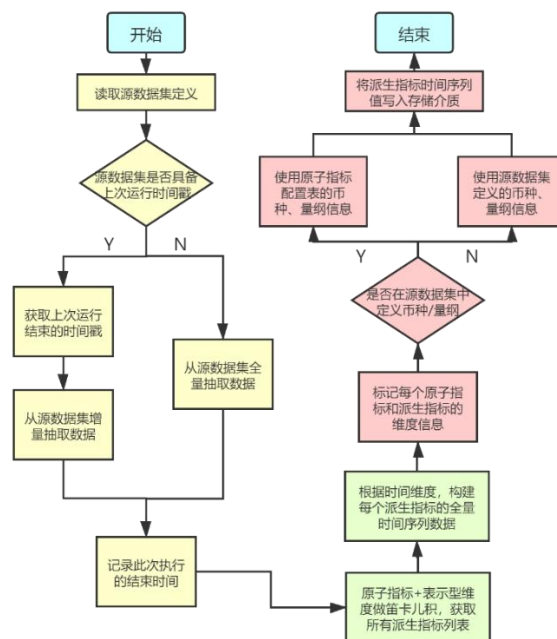 开始
读取源数据集定义
源数据集是否具备
上次运行时间戳
Y
N
获取上次运行
结束的时间戳
从源数据集增
量抽取数据
从源数据集全
量抽取数据
记录此次执行
的结束时间
原子指标+表示型维
度做笛卡儿积，获取
所有派生指标列表
根据时间维度，构建
每个派生指标的全量
时间序列数据
标记每个原子指
标和派生指标的
维度信息
是否在源数据集中
定义币种/量纲
Y
N
使用原子指标
配置表的币
种、量纲信息
使用源数据集
定义的币种、
量纲信息
将派生指标时间序列
值写入存储介质
结束